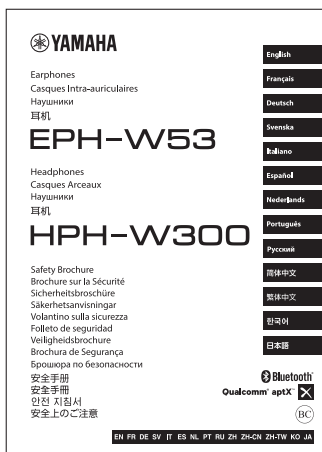 YAMAHA
Earphones
Casques Intra-auriculaires
Наушники
耳机
EPH-W53
Headphones
Casques Arceaux
Наушники
耳机
HPH-W300
Safety Brochure
Brochure sur la Sécurité
Sicherheitsbroschüre
Säkerhetsanvisningar
Volantino sulla sicurezza
Folleto de seguridad
Veiligheidsbrochure
Brochura de Segurança
Брошюра по безопасности
安全手册
安全手冊
안전 지침서
安全上のご注意
English
Français
Deutsch
Svenska
Italiano
Español
Nederlands
Português
Русский
简体中文
繁体中文
한국어
日本語
Bluetooth®
Qualcomm® aptX™
BC
EN FR DE SV IT ES NL PT RU ZH ZH-CN ZH-TW KO JA